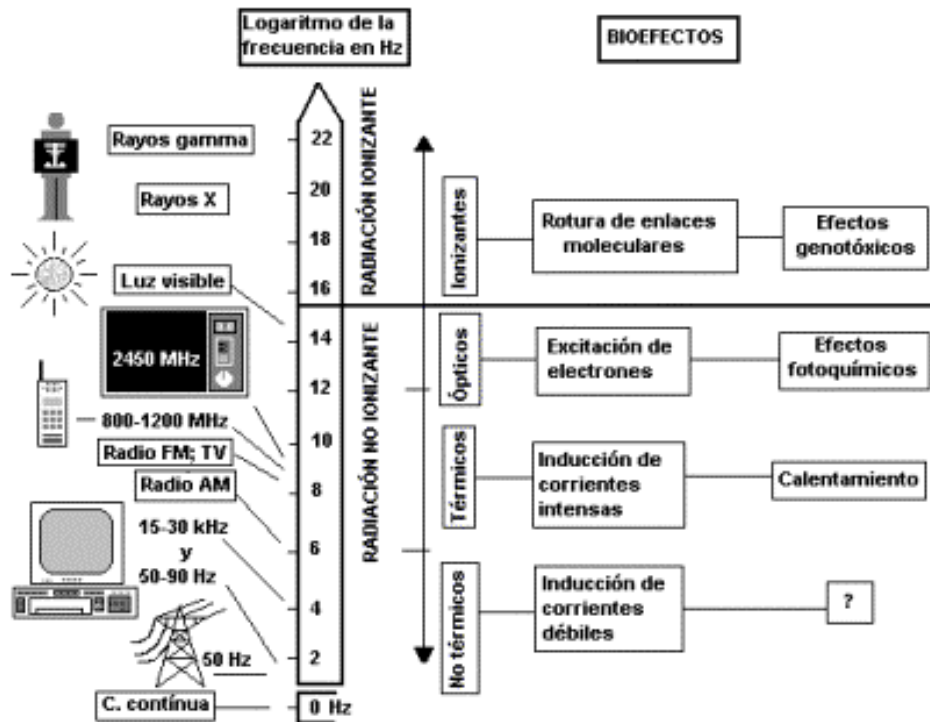 Logaritmo de la
frecuencia en Hz
BIOEFECTOS
Rayos gamma
Rayos X
Luz visible
2450 MHz
800-1200 MHz
Radio FM; TV
Radio AM
15-30 kHz
y
50-90 Hz
50 Hz
C. contínua
22
20
18
16
14
12
10
8
6
4
2
0 Hz
RADIACIÓN IONIZANTE
RADIACIÓN NO IONIZANTE
Ionizantes
Rotura de enlaces
moleculares
Efectos
genotóxicos
Ópticos
Excitación de
electrones
Efectos
fotoquímicos
Térmicos
Inducción de
corrientes
intensas
Calentamiento
No térmicos
Inducción de
corrientes
débiles
?